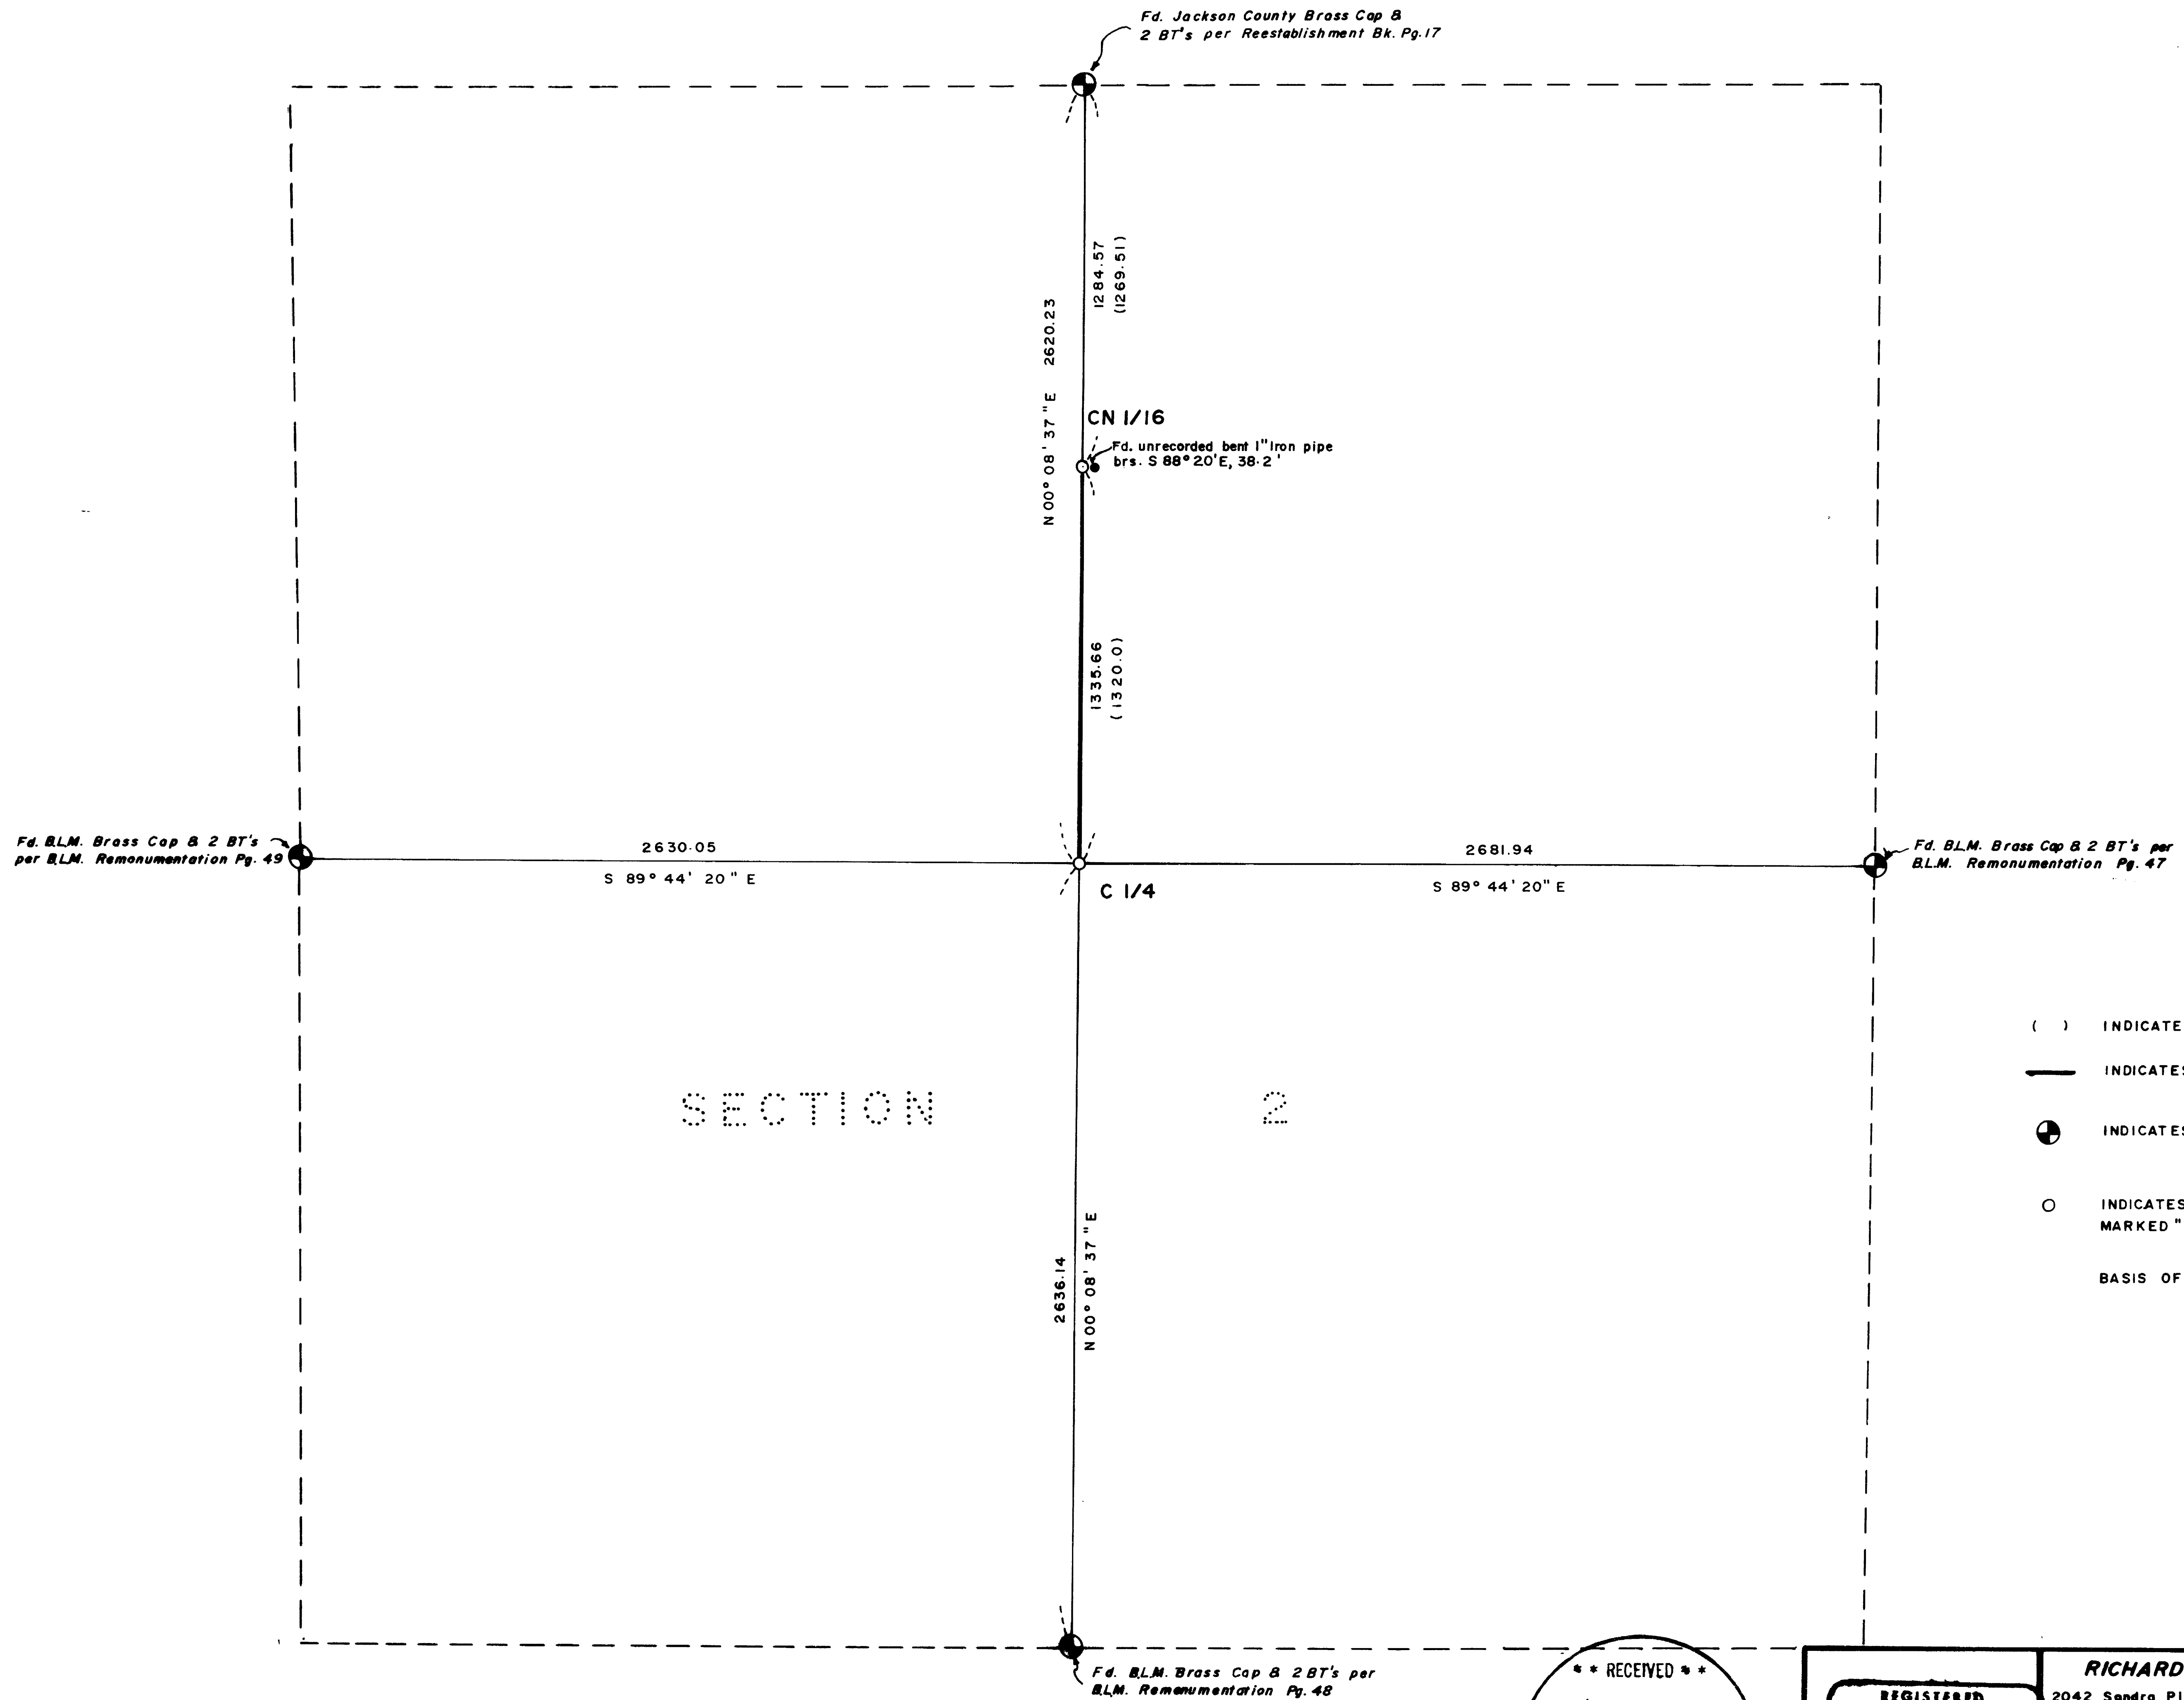 Fd. Jackson County Brass Cap &
2 BT's per Reestablishment Bk. Pg. 17
1284.57
(1269.51)
N 00° 08' 37" E 2620.23
CN 1/16
Fd. unrecorded bent 1" Iron pipe
brs. S 88° 20' E, 38.2'
1335.66
(1320.0)
Fd. B.L.M. Brass Cap & 2 BT's
per B.L.M. Remonumentation Pg. 49
2630.05
S 89° 44' 20" E
2681.94
S 89° 44' 20" E
Fd. B.L.M. Brass Cap & 2 BT's per
B.L.M. Remonumentation Pg. 47
C 1/4
( ) INDICATE
INDICATES
SECTION 2
INDICATES
INDICATES
MARKED "
2636.14
N 00° 08' 37" E
BASIS OF
Fd. B.L.M. Brass Cap & 2 BT's per
B.L.M. Remonumentation Pg. 48
* * RECEIVED * *
REGISTERED
RICHARD
2042 Sandra Pl